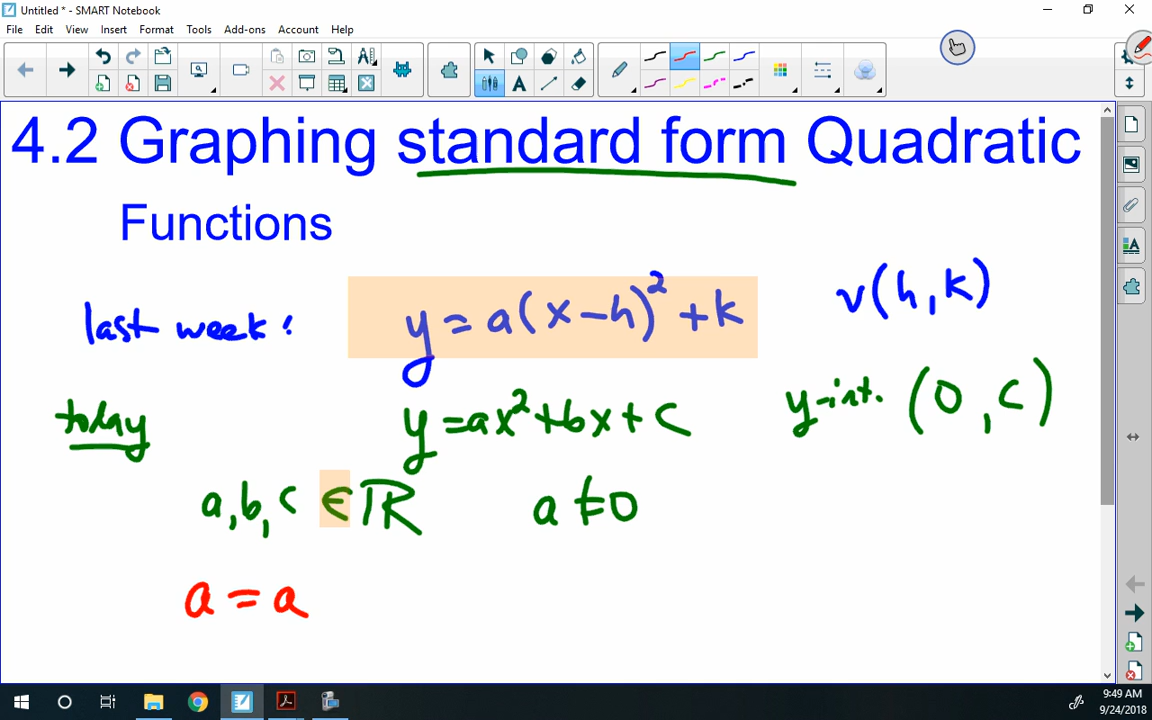 Untitled * - SMART Notebook
File Edit View Insert Format Tools Add-ons Account Help
4.2 Graphing standard form Quadratic
Functions
last week : y = a(x-h)² + k v(h, k)
today y = ax² + bx + c y-int. (0, c)
a, b, c ∈ ℝ a ≠ 0
a = a
9:49 AM
9/24/2018